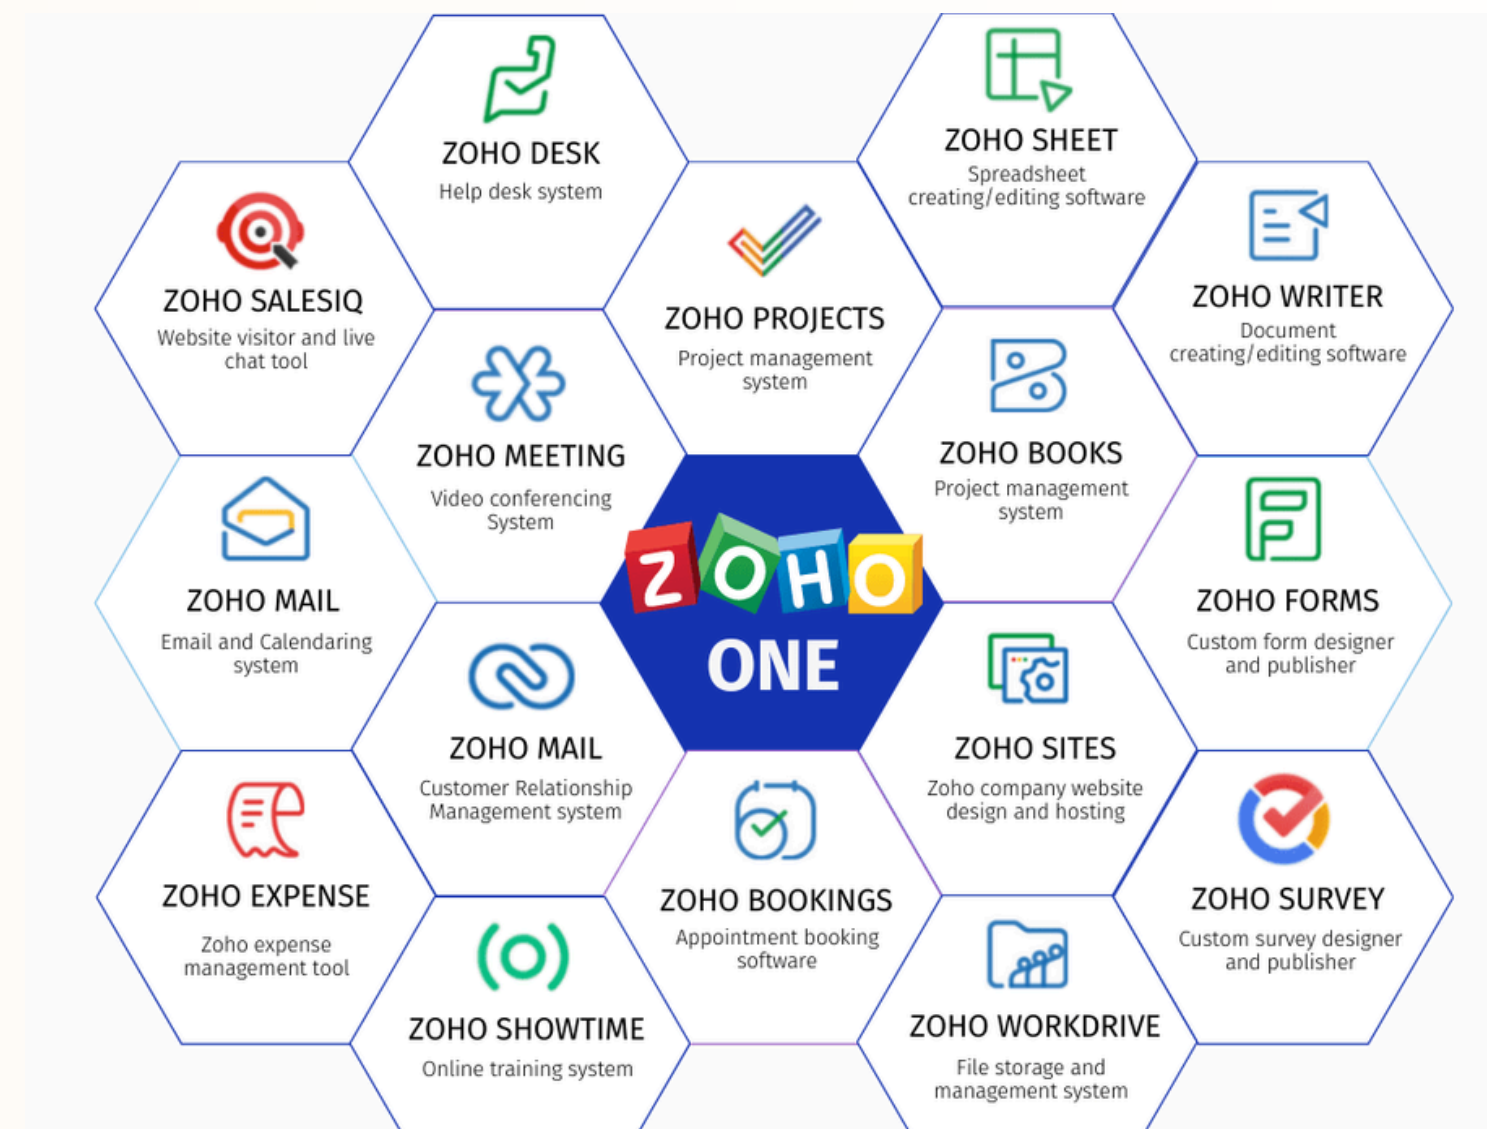 ZOHO DESK
Help desk system
ZOHO SHEET
Spreadsheet
creating/editing software
ZOHO SALESIQ
Website visitor and live
chat tool
ZOHO PROJECTS
Project management
system
ZOHO WRITER
Document
creating/editing software
ZOHO MEETING
Video conferencing
System
ZOHO BOOKS
Project management
system
ZOHO MAIL
Email and Calendaring
system
ZOHO
ONE
ZOHO FORMS
Custom form designer
and publisher
ZOHO MAIL
Customer Relationship
Management system
ZOHO SITES
Zoho company website
design and hosting
ZOHO EXPENSE
Zoho expense
management tool
ZOHO BOOKINGS
Appointment booking
software
ZOHO SURVEY
Custom survey designer
and publisher
ZOHO SHOWTIME
Online training system
ZOHO WORKDRIVE
File storage and
management system